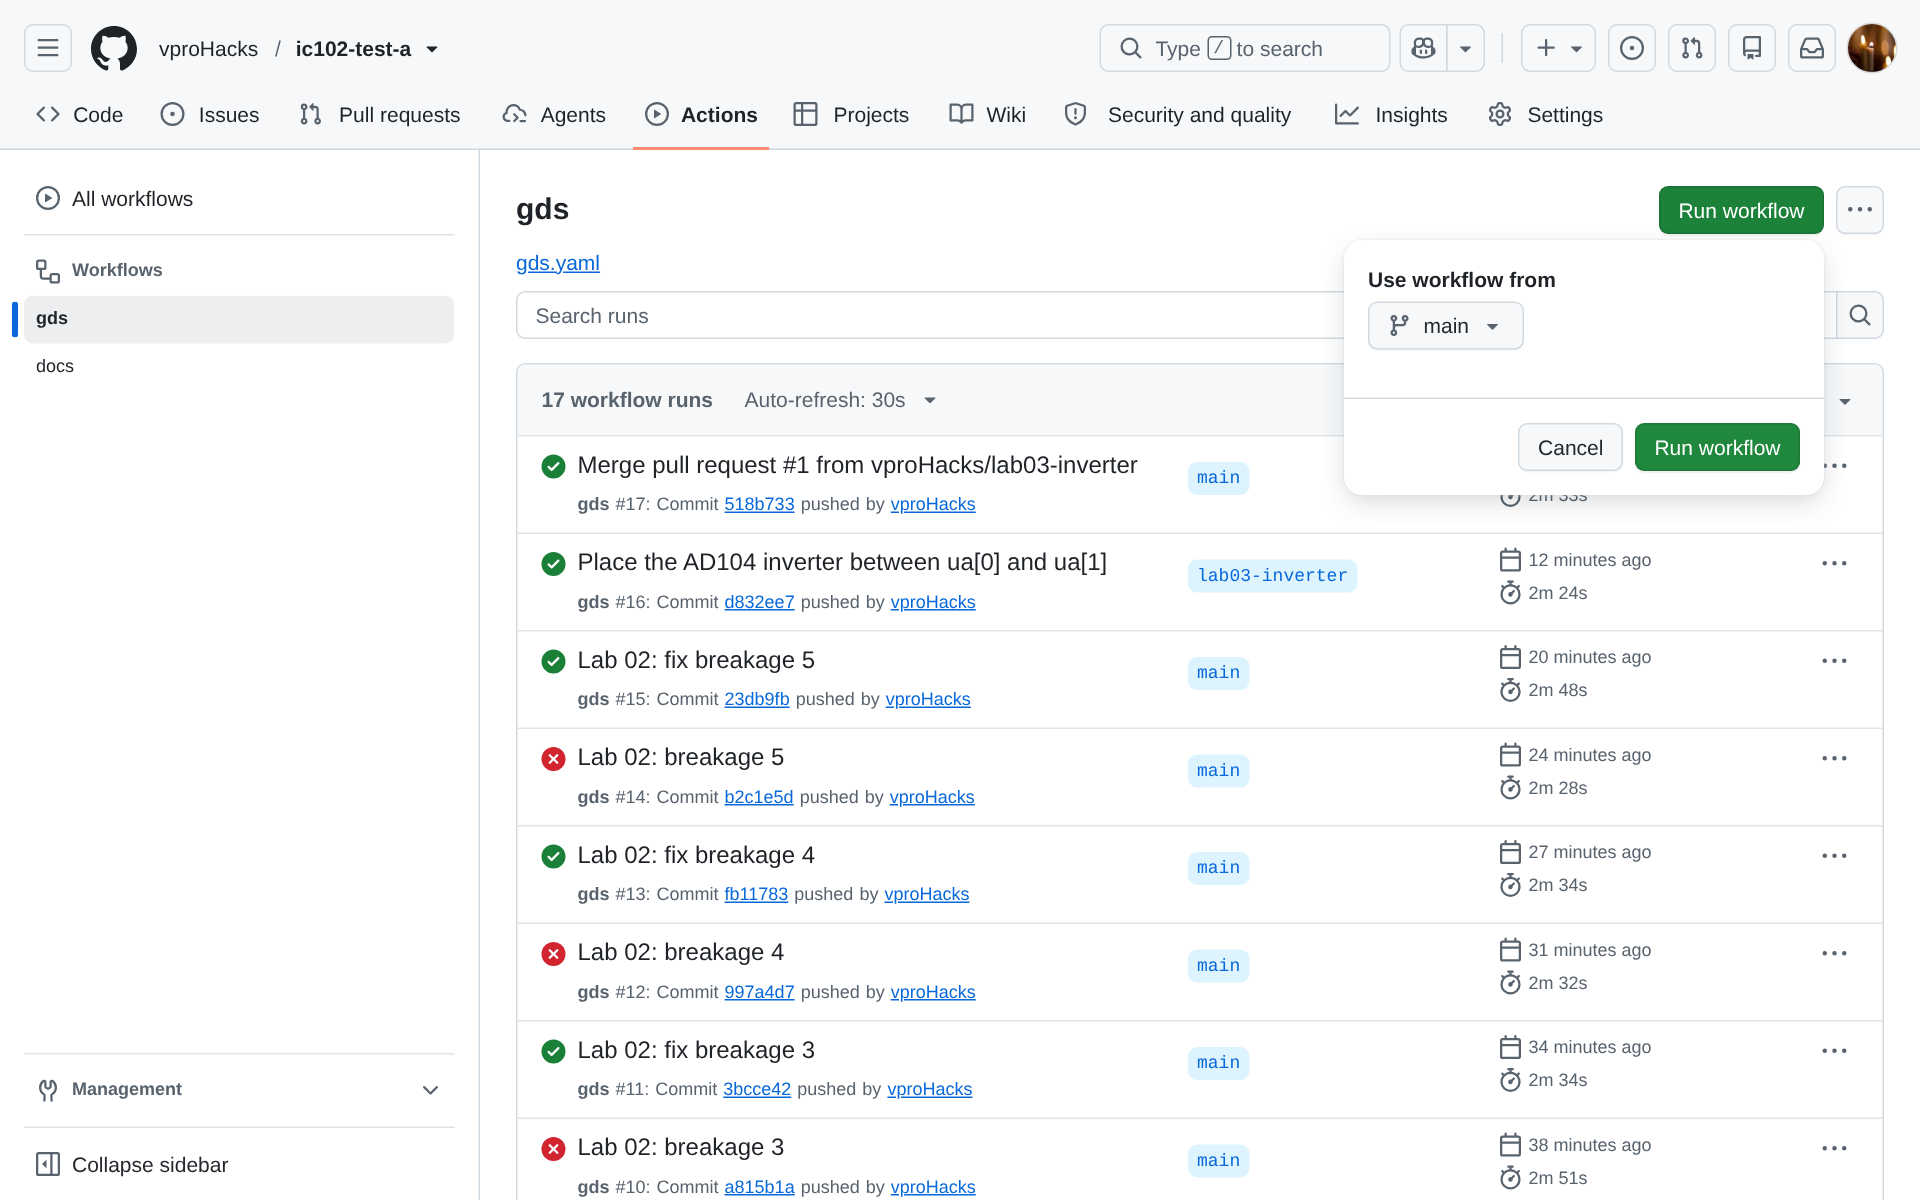 vproHacks / ic102-test-a
Type / to search
Code
Issues
Pull requests
Agents
Actions
Projects
Wiki
Security and quality
Insights
Settings
All workflows
Workflows
gds
docs
Management
Collapse sidebar
gds
Run workflow
gds.yaml
Search runs
Use workflow from
main
Cancel
Run workflow
17 workflow runs
Auto-refresh: 30s
Merge pull request #1 from vproHacks/lab03-inverter
gds #17: Commit 518b733 pushed by vproHacks
main
2m 33s
Place the AD104 inverter between ua[0] and ua[1]
gds #16: Commit d832ee7 pushed by vproHacks
lab03-inverter
12 minutes ago
2m 24s
Lab 02: fix breakage 5
gds #15: Commit 23db9fb pushed by vproHacks
main
20 minutes ago
2m 48s
Lab 02: breakage 5
gds #14: Commit b2c1e5d pushed by vproHacks
main
24 minutes ago
2m 28s
Lab 02: fix breakage 4
gds #13: Commit fb11783 pushed by vproHacks
main
27 minutes ago
2m 34s
Lab 02: breakage 4
gds #12: Commit 997a4d7 pushed by vproHacks
main
31 minutes ago
2m 32s
Lab 02: fix breakage 3
gds #11: Commit 3bcce42 pushed by vproHacks
main
34 minutes ago
2m 34s
Lab 02: breakage 3
gds #10: Commit a815b1a pushed by vproHacks
main
38 minutes ago
2m 51s